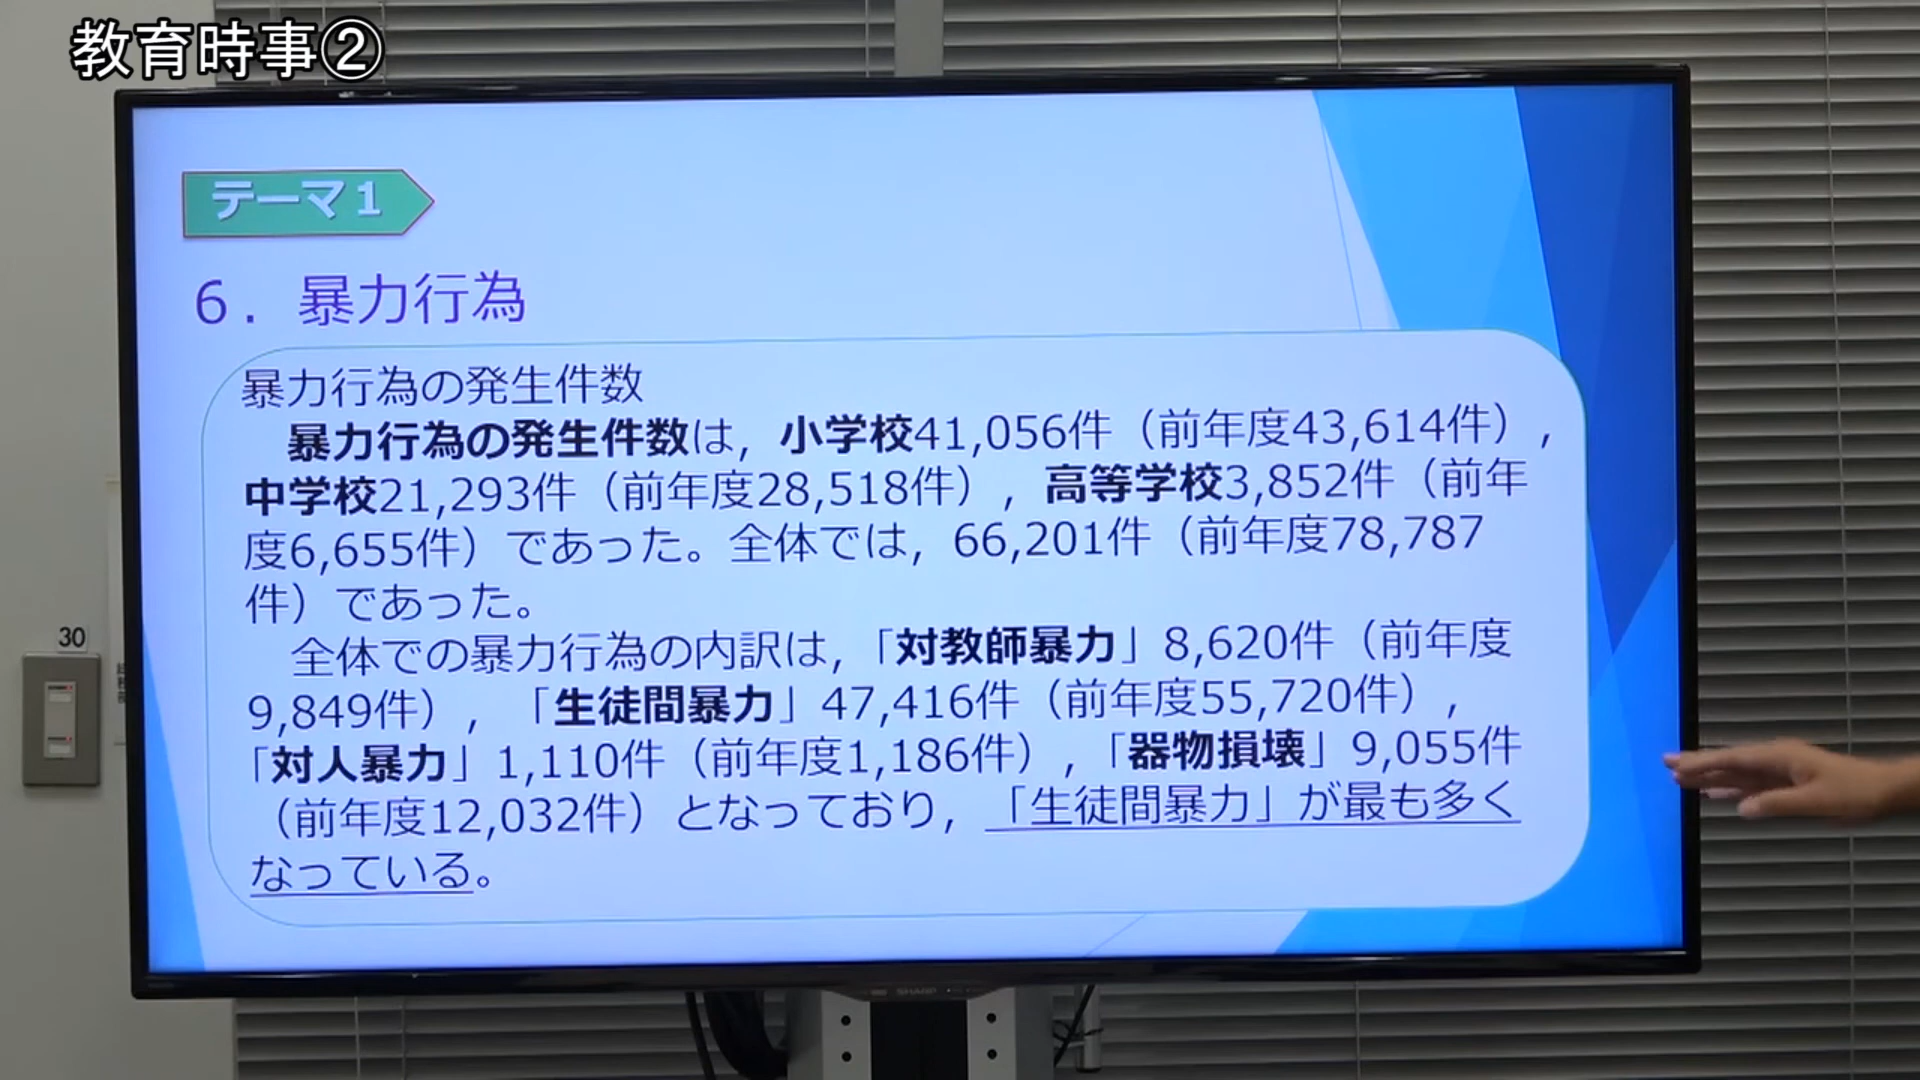 教育時事②
テーマ1
6．暴力行為
暴力行為の発生件数
暴力行為の発生件数は，小学校41,056件（前年度43,614件），
中学校21,293件（前年度28,518件），高等学校3,852件（前年
度6,655件）であった。全体では，66,201件（前年度78,787
件）であった。
全体での暴力行為の内訳は，「対教師暴力」8,620件（前年度
9,849件），「生徒間暴力」47,416件（前年度55,720件），
「対人暴力」1,110件（前年度1,186件），「器物損壊」9,055件
（前年度12,032件）となっており，「生徒間暴力」が最も多く
なっている。
30
SHARP